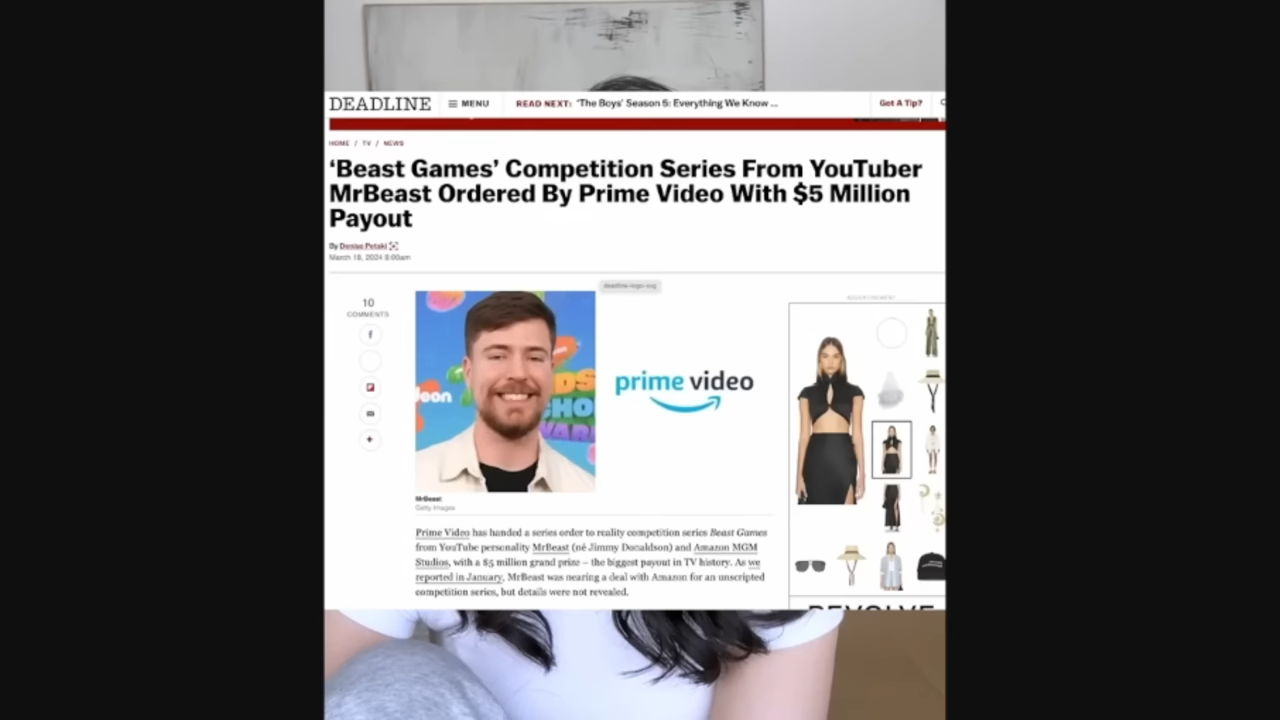 DEADLINE
MENU
READ NEXT: 'The Boys' Season 5: Everything We Know ...
Got A Tip?
HOME / TV / NEWS
‘Beast Games’ Competition Series From YouTuber
MrBeast Ordered By Prime Video With $5 Million
Payout
By Denise Petski
March 18, 2024 8:00am
10
COMMENTS
deadline-logo-svg
ADVERTISEMENT
prime video
MrBeast
Getty Images
Prime Video has handed a series order to reality competition series Beast Games
from YouTube personality MrBeast (né Jimmy Donaldson) and Amazon MGM
Studios, with a $5 million grand prize – the biggest payout in TV history. As we
reported in January, MrBeast was nearing a deal with Amazon for an unscripted
competition series, but details were not revealed.
REVOLVE